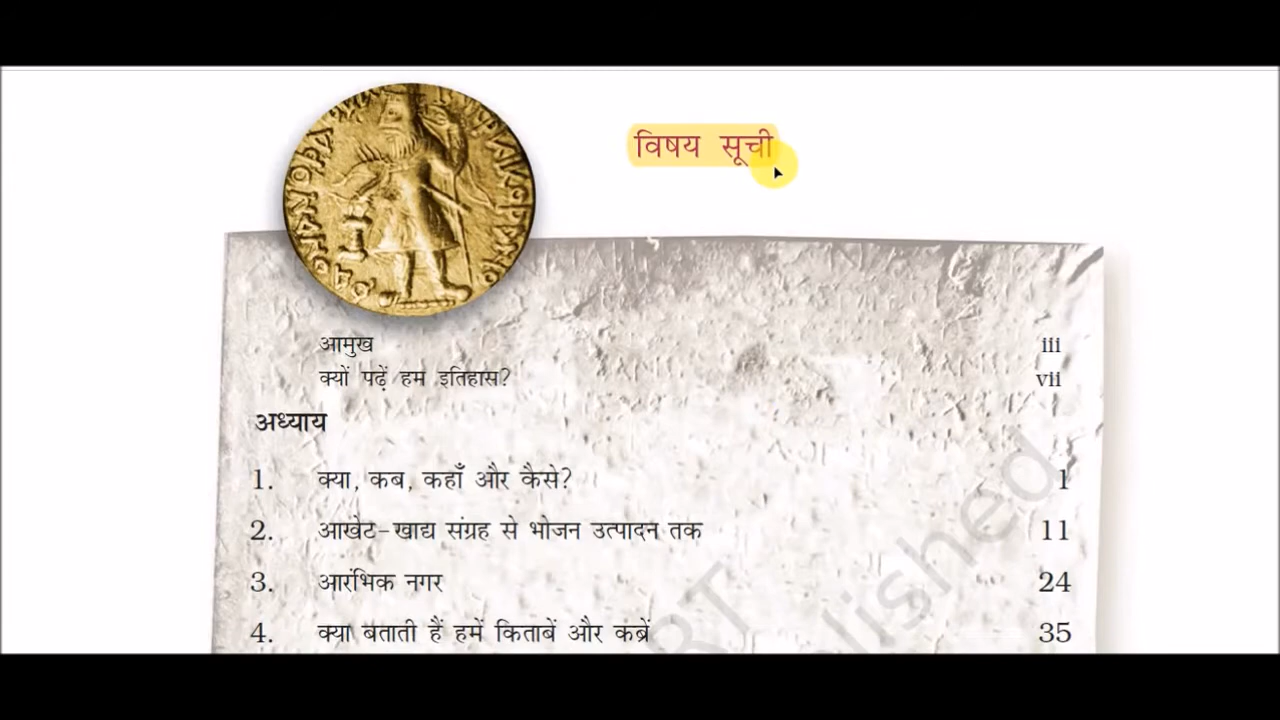 विषय सूची
आमुख iii
क्यों पढ़ें हम इतिहास? vii
अध्याय
1. क्या, कब, कहाँ और कैसे? 1
2. आखेट-खाद्य संग्रह से भोजन उत्पादन तक 11
3. आरंभिक नगर 24
4. क्या बताती हैं हमें किताबें और कब्रें 35